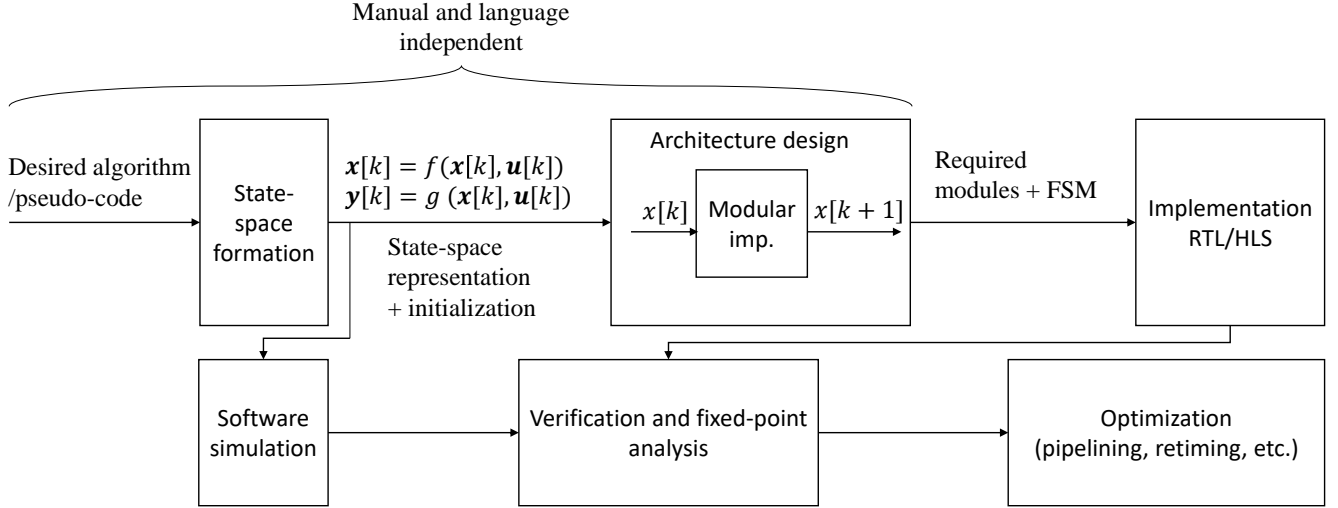 Manual and language
independent
Desired algorithm
/pseudo-code
State-
space
formation
𝒙[𝑘] = 𝑓(𝒙[𝑘], 𝒖[𝑘])
𝒚[𝑘] = 𝑔 (𝒙[𝑘], 𝒖[𝑘])
State-space
representation
+ initialization
Architecture design
𝑥[𝑘]
Modular
imp.
𝑥[𝑘 + 1]
Required
modules + FSM
Implementation
RTL/HLS
Software
simulation
Verification and fixed-point
analysis
Optimization
(pipelining, retiming, etc.)